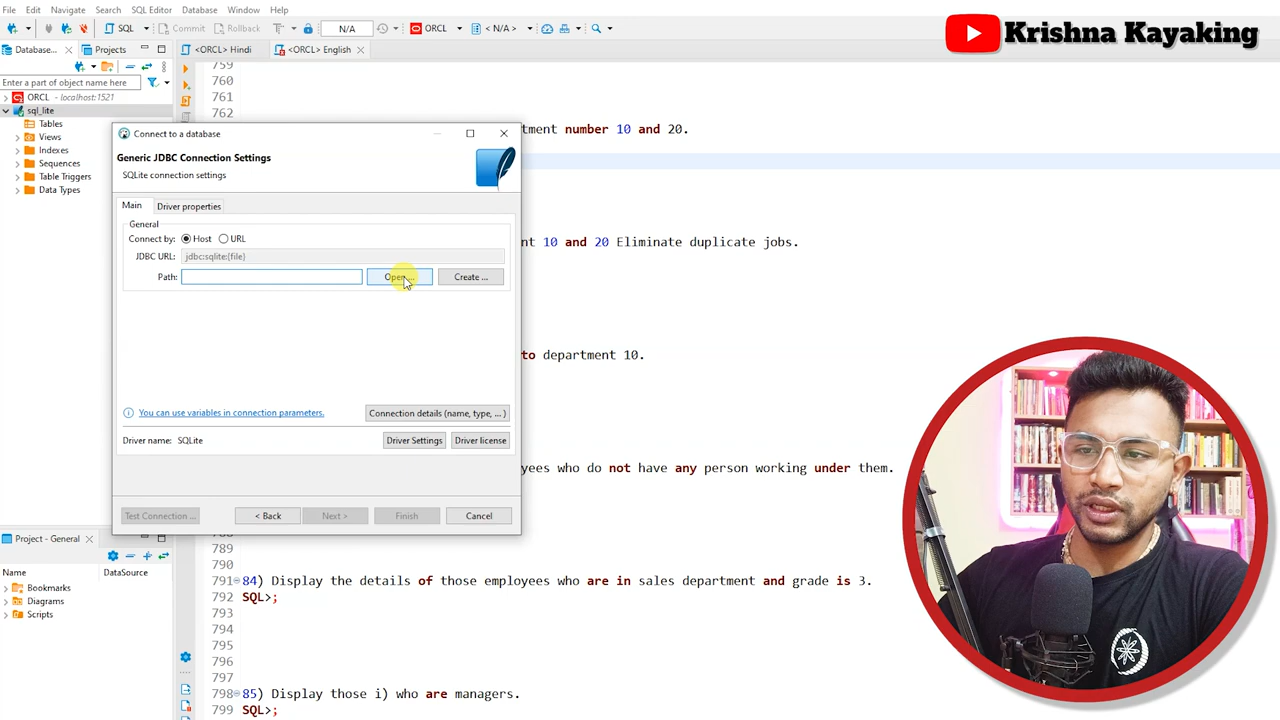 File Edit Navigate Search SQL Editor Database Window Help
SQL Commit Rollback T N/A ORCL < N/A >
Krishna Kayaking
Database... Projects
<ORCL> Hindi <ORCL> English
Enter a part of object name here
ORCL - localhost:1521
sql_lite
Tables
Views
Indexes
Sequences
Table Triggers
Data Types
759
760
761
762
tment number 10 and 20.
Connect to a database
Generic JDBC Connection Settings
SQLite connection settings
Main Driver properties
General
Connect by: Host URL
JDBC URL: jdbc:sqlite:{file}
Path: Open ... Create ...
You can use variables in connection parameters.
Connection details (name, type, ... )
Driver name: SQLite
Driver Settings Driver license
Test Connection ... < Back Next > Finish Cancel
ment 10 and 20 Eliminate duplicate jobs.
to department 10.
yees who do not have any person working under them.
Project - General
Name DataSource
Bookmarks
Diagrams
Scripts
789
790
791 84) Display the details of those employees who are in sales department and grade is 3.
792 SQL>;
793
794
795
796
797
798 85) Display those i) who are managers.
799 SQL>;